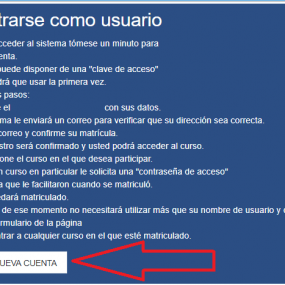 trarse como usuario
cceder al sistema tómese un minuto para
enta.
puede disponer de una "clave de acceso"
drá que usar la primera vez.
s pasos:
e el con sus datos.
ma le enviará un correo para verificar que su dirección sea correcta.
correo y confirme su matrícula.
stro será confirmado y usted podrá acceder al curso.
one el curso en el que desea participar.
n curso en particular le solicita una "contraseña de acceso"
a que le facilitaron cuando se matriculó.
edará matriculado.
de ese momento no necesitará utilizar más que su nombre de usuario y c
ormulario de la página
trar a cualquier curso en el que esté matriculado.
UEVA CUENTA